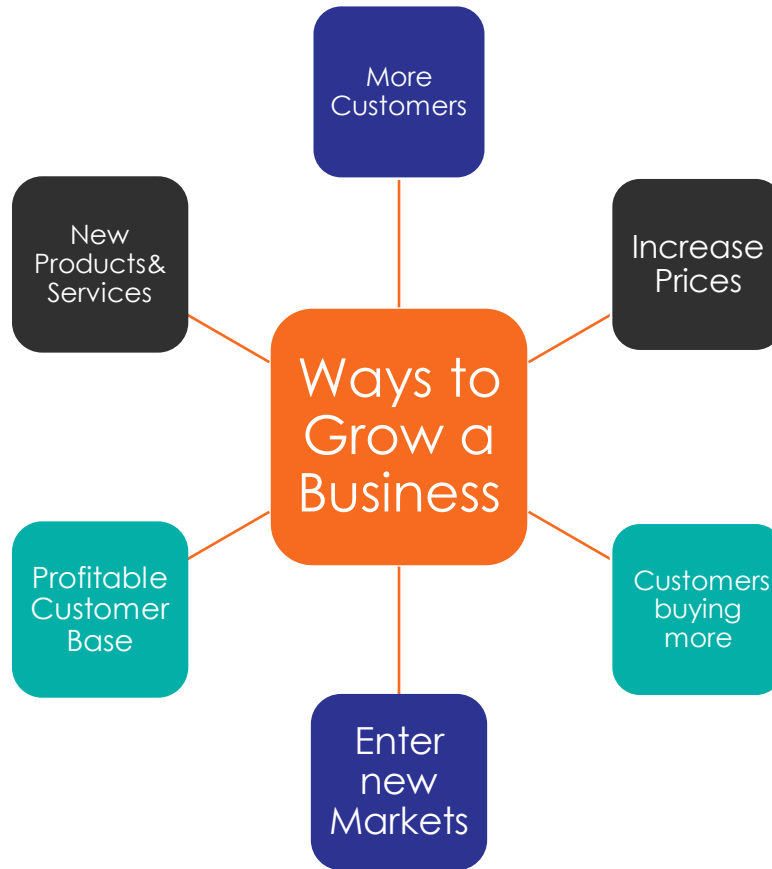 More
Customers
New
Products&
Services
Increase
Prices
Ways to
Grow a
Business
Profitable
Customer
Base
Customers
buying
more
Enter
new
Markets